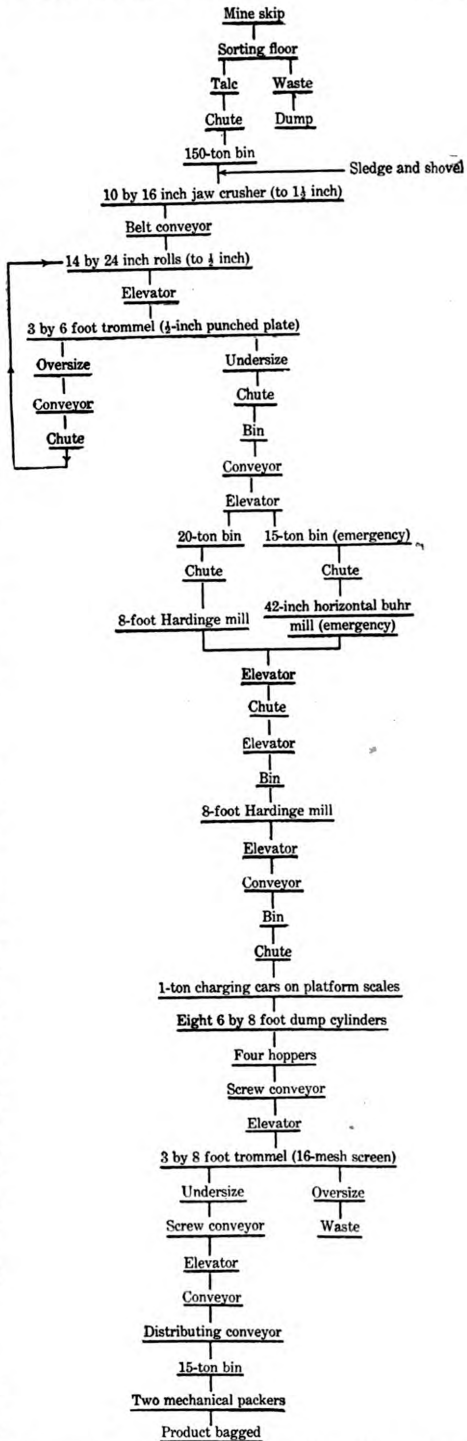 Mine skip
Sorting floor
Talc Waste
Chute Dump
150-ton bin
Sledge and shovel
10 by 16 inch jaw crusher (to 1½ inch)
Belt conveyor
14 by 24 inch rolls (to ½ inch)
Elevator
3 by 6 foot trommel (½-inch punched plate)
Oversize Undersize
Conveyor Chute
Chute Bin
Conveyor
Elevator
20-ton bin 15-ton bin (emergency)
Chute Chute
8-foot Hardinge mill 42-inch horizontal buhr
mill (emergency)
Elevator
Chute
Elevator
Bin
8-foot Hardinge mill
Elevator
Conveyor
Bin
Chute
1-ton charging cars on platform scales
Eight 6 by 8 foot dump cylinders
Four hoppers
Screw conveyor
Elevator
3 by 8 foot trommel (16-mesh screen)
Undersize Oversize
Screw conveyor Waste
Elevator
Conveyor
Distributing conveyor
15-ton bin
Two mechanical packers
Product bagged